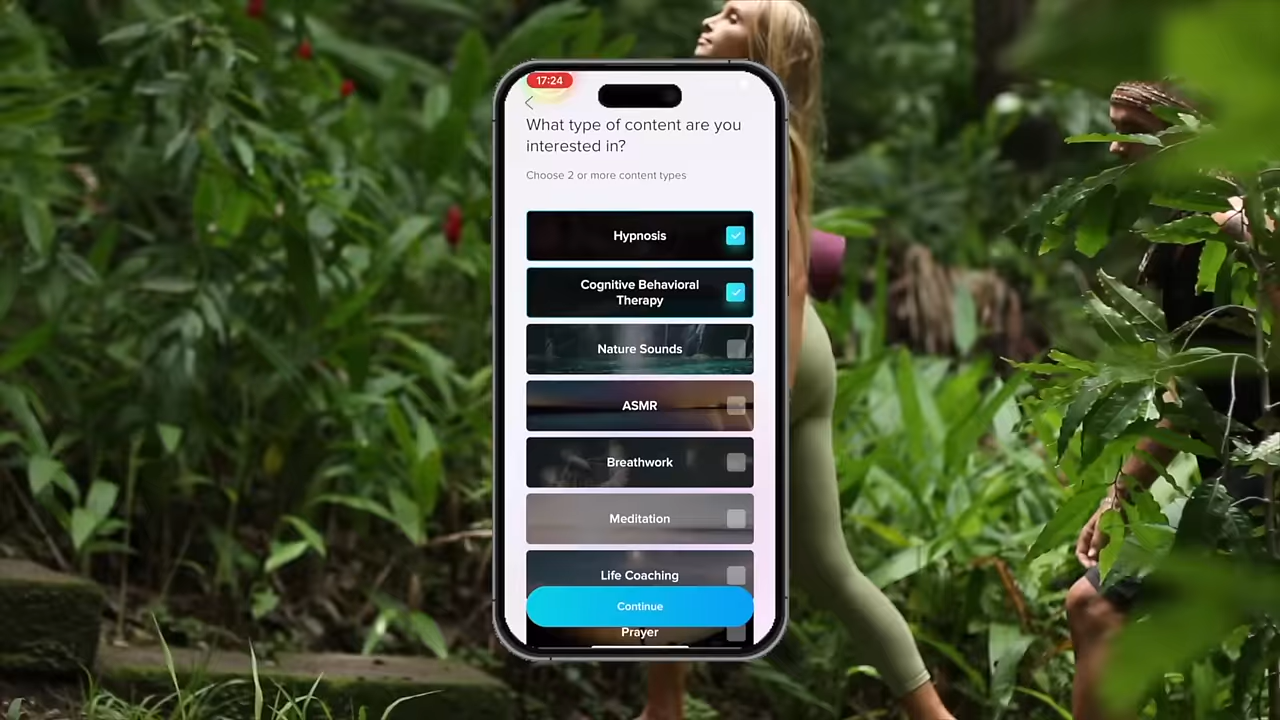 17:24
What type of content are you
interested in?
Choose 2 or more content types
Hypnosis
Cognitive Behavioral
Therapy
Nature Sounds
ASMR
Breathwork
Meditation
Life Coaching
Continue
Prayer